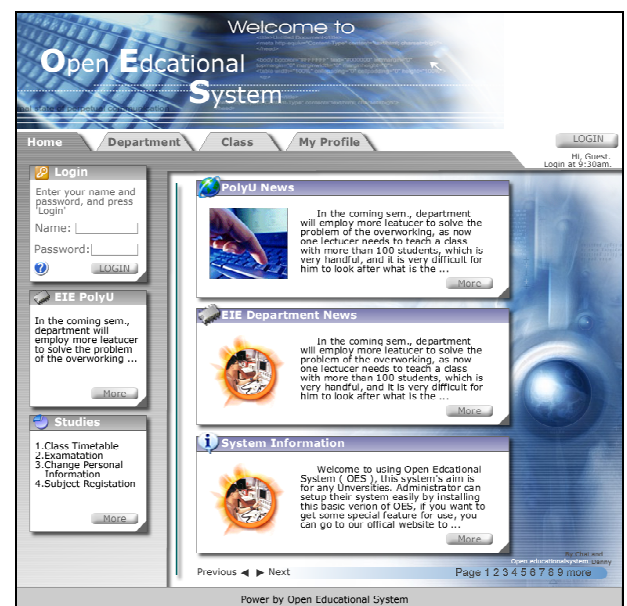 Welcome to
Open Edcational
System
Home
Department
Class
My Profile
LOGIN
Hi, Guest.
Login at 9:30am.
Login
Enter your name and
password, and press
'Login'
Name:
Password:
LOGIN
EIE PolyU
In the coming sem.,
department will
employ more leatucer
to solve the problem
of the overworking ...
More
Studies
1.Class Timetable
2.Examatation
3.Change Personal
Information
4.Subject Registation
More
PolyU News
In the coming sem., department
will employ more leatucer to solve the
problem of the overworking, as now
one lecturer needs to teach a class
with more than 100 students, which is
very handful, and it is very difficult for
him to look after what is the ...
More
EIE Department News
In the coming sem., department
will employ more leatucer to solve the
problem of the overworking, as now
one lecturer needs to teach a class
with more than 100 students, which is
very handful, and it is very difficult for
him to look after what is the ...
More
System Information
Welcome to using Open Edcational
System ( OES ), this system's aim is
for any Unversities. Administrator can
setup their system easily by installing
this basic verion of OES, if you want to
get some special feature for use, you
can go to our offical website to ...
More
By Chal and
Open educationalsystem Danny
Previous ◄ ► Next
Page 1 2 3 4 5 6 7 8 9 more
Power by Open Educational System